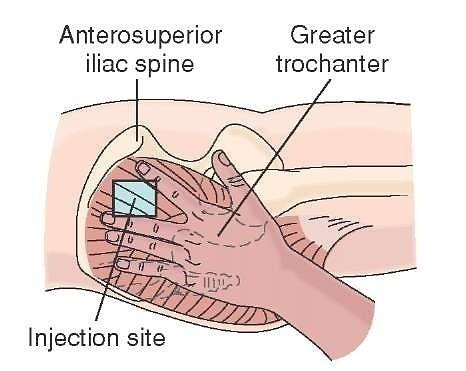 Anterosuperior
iliac spine
Greater
trochanter
Injection site